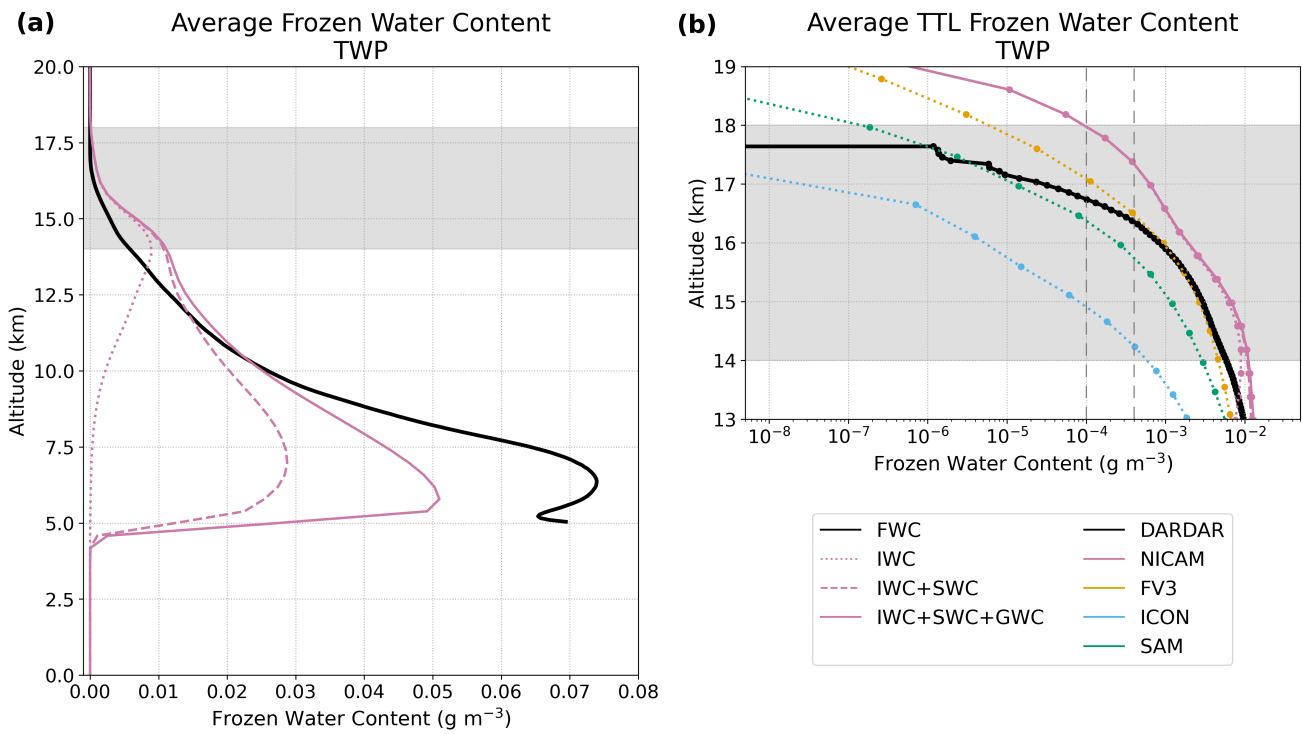 (a)
Average Frozen Water Content
TWP
20.0
17.5
15.0
12.5
10.0
7.5
5.0
2.5
0.0
Altitude (km)
0.00 0.01 0.02 0.03 0.04 0.05 0.06 0.07 0.08
Frozen Water Content (g m⁻³)
(b)
Average TTL Frozen Water Content
TWP
19
18
17
16
15
14
13
Altitude (km)
10⁻⁸ 10⁻⁷ 10⁻⁶ 10⁻⁵ 10⁻⁴ 10⁻³ 10⁻²
Frozen Water Content (g m⁻³)
FWC
IWC
IWC+SWC
IWC+SWC+GWC
DARDAR
NICAM
FV3
ICON
SAM